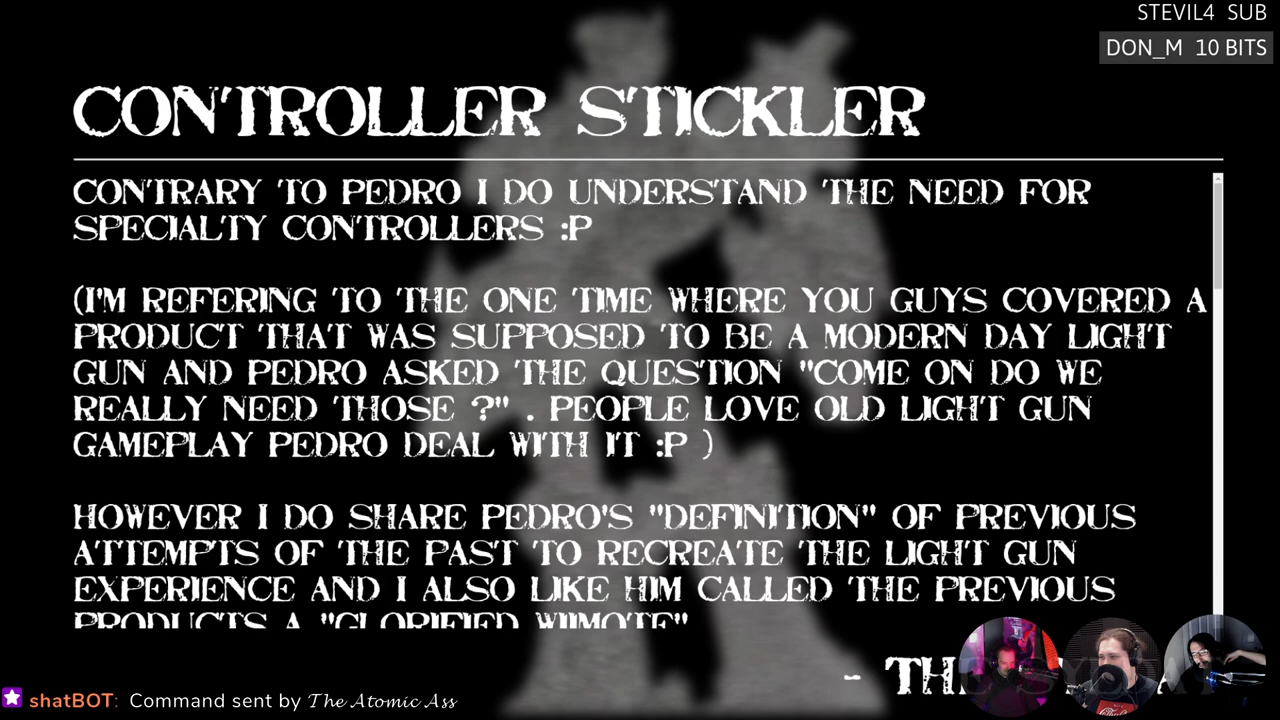 STEVIL4 SUB
DON_M 10 BITS
CONTROLLER STICKLER
CONTRARY TO PEDRO I DO UNDERSTAND THE NEED FOR
SPECIALTY CONTROLLERS :P
(I'M REFERING TO THE ONE TIME WHERE YOU GUYS COVERED A
PRODUCT THAT WAS SUPPOSED TO BE A MODERN DAY LIGHT
GUN AND PEDRO ASKED THE QUESTION "COME ON DO WE
REALLY NEED THOSE ?" . PEOPLE LOVE OLD LIGHT GUN
GAMEPLAY PEDRO DEAL WITH IT :P )
HOWEVER I DO SHARE PEDRO'S "DEFINITION" OF PREVIOUS
ATTEMPTS OF THE PAST TO RECREATE THE LIGHT GUN
EXPERIENCE AND I ALSO LIKE HIM CALLED THE PREVIOUS
PRODUCTS A "GLORIFIED WIIMOTE"
-
shatBOT: Command sent by The Atomic Ass